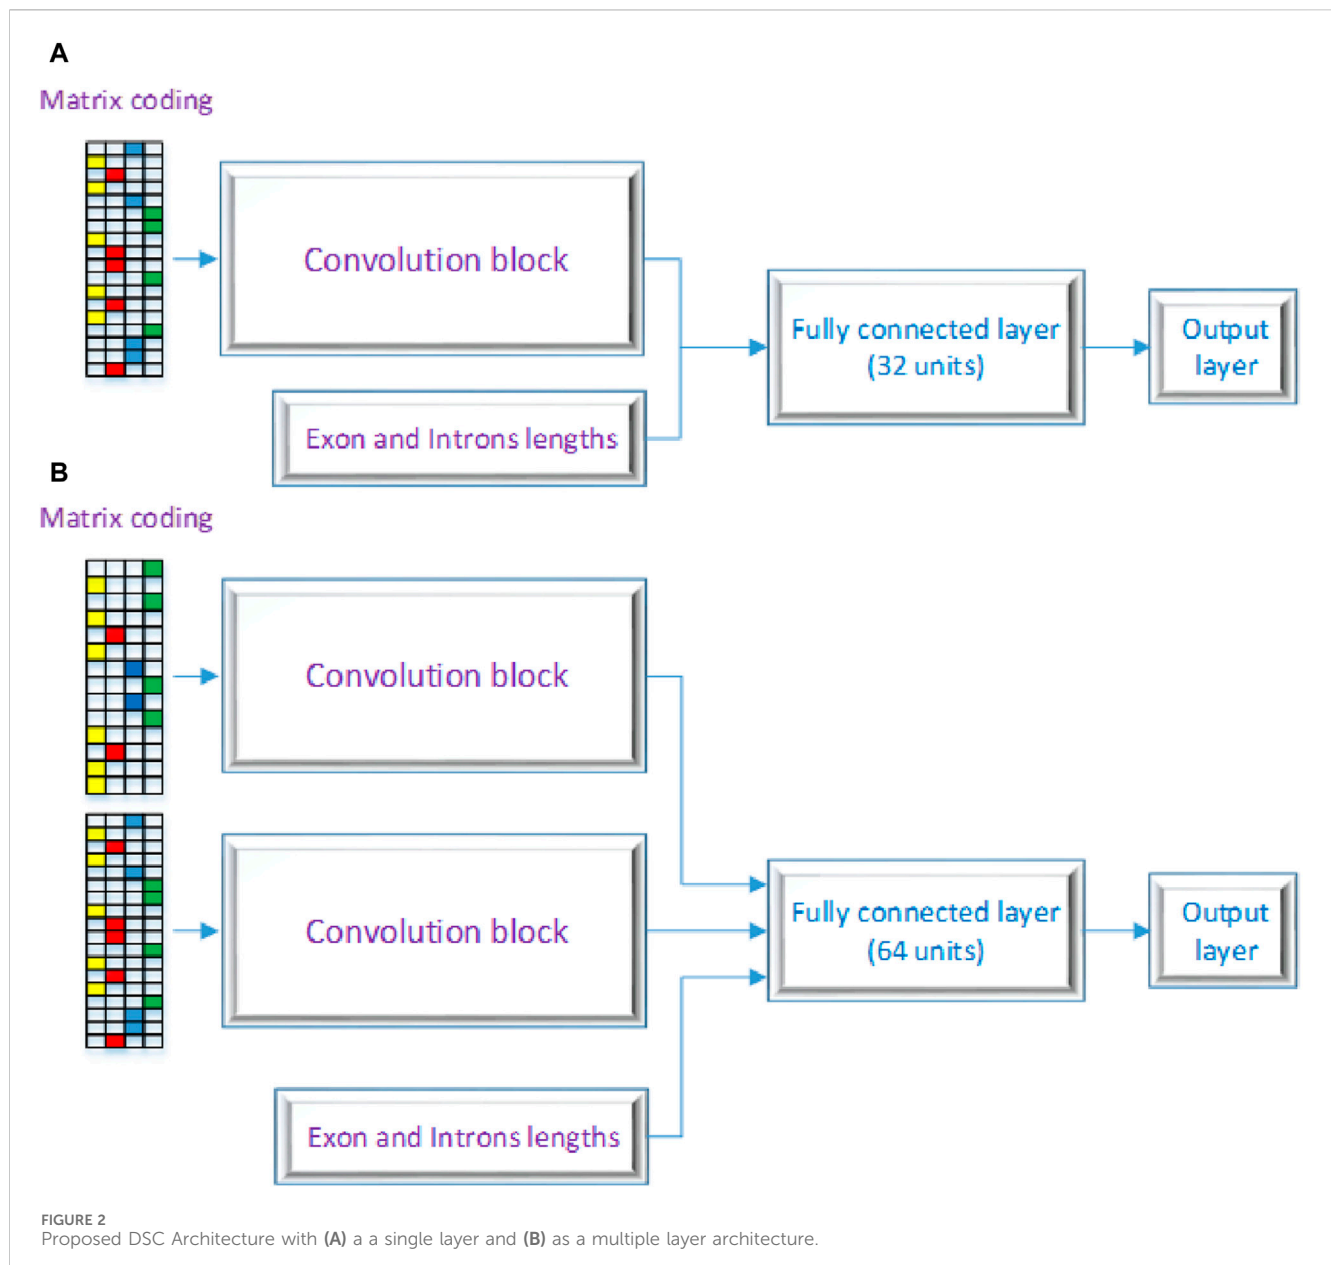 A
Matrix coding
Convolution block
Exon and Introns lengths
Fully connected layer
(32 units)
Output
layer
B
Matrix coding
Convolution block
Convolution block
Exon and Introns lengths
Fully connected layer
(64 units)
Output
layer
FIGURE 2
Proposed DSC Architecture with (A) a a single layer and (B) as a multiple layer architecture.